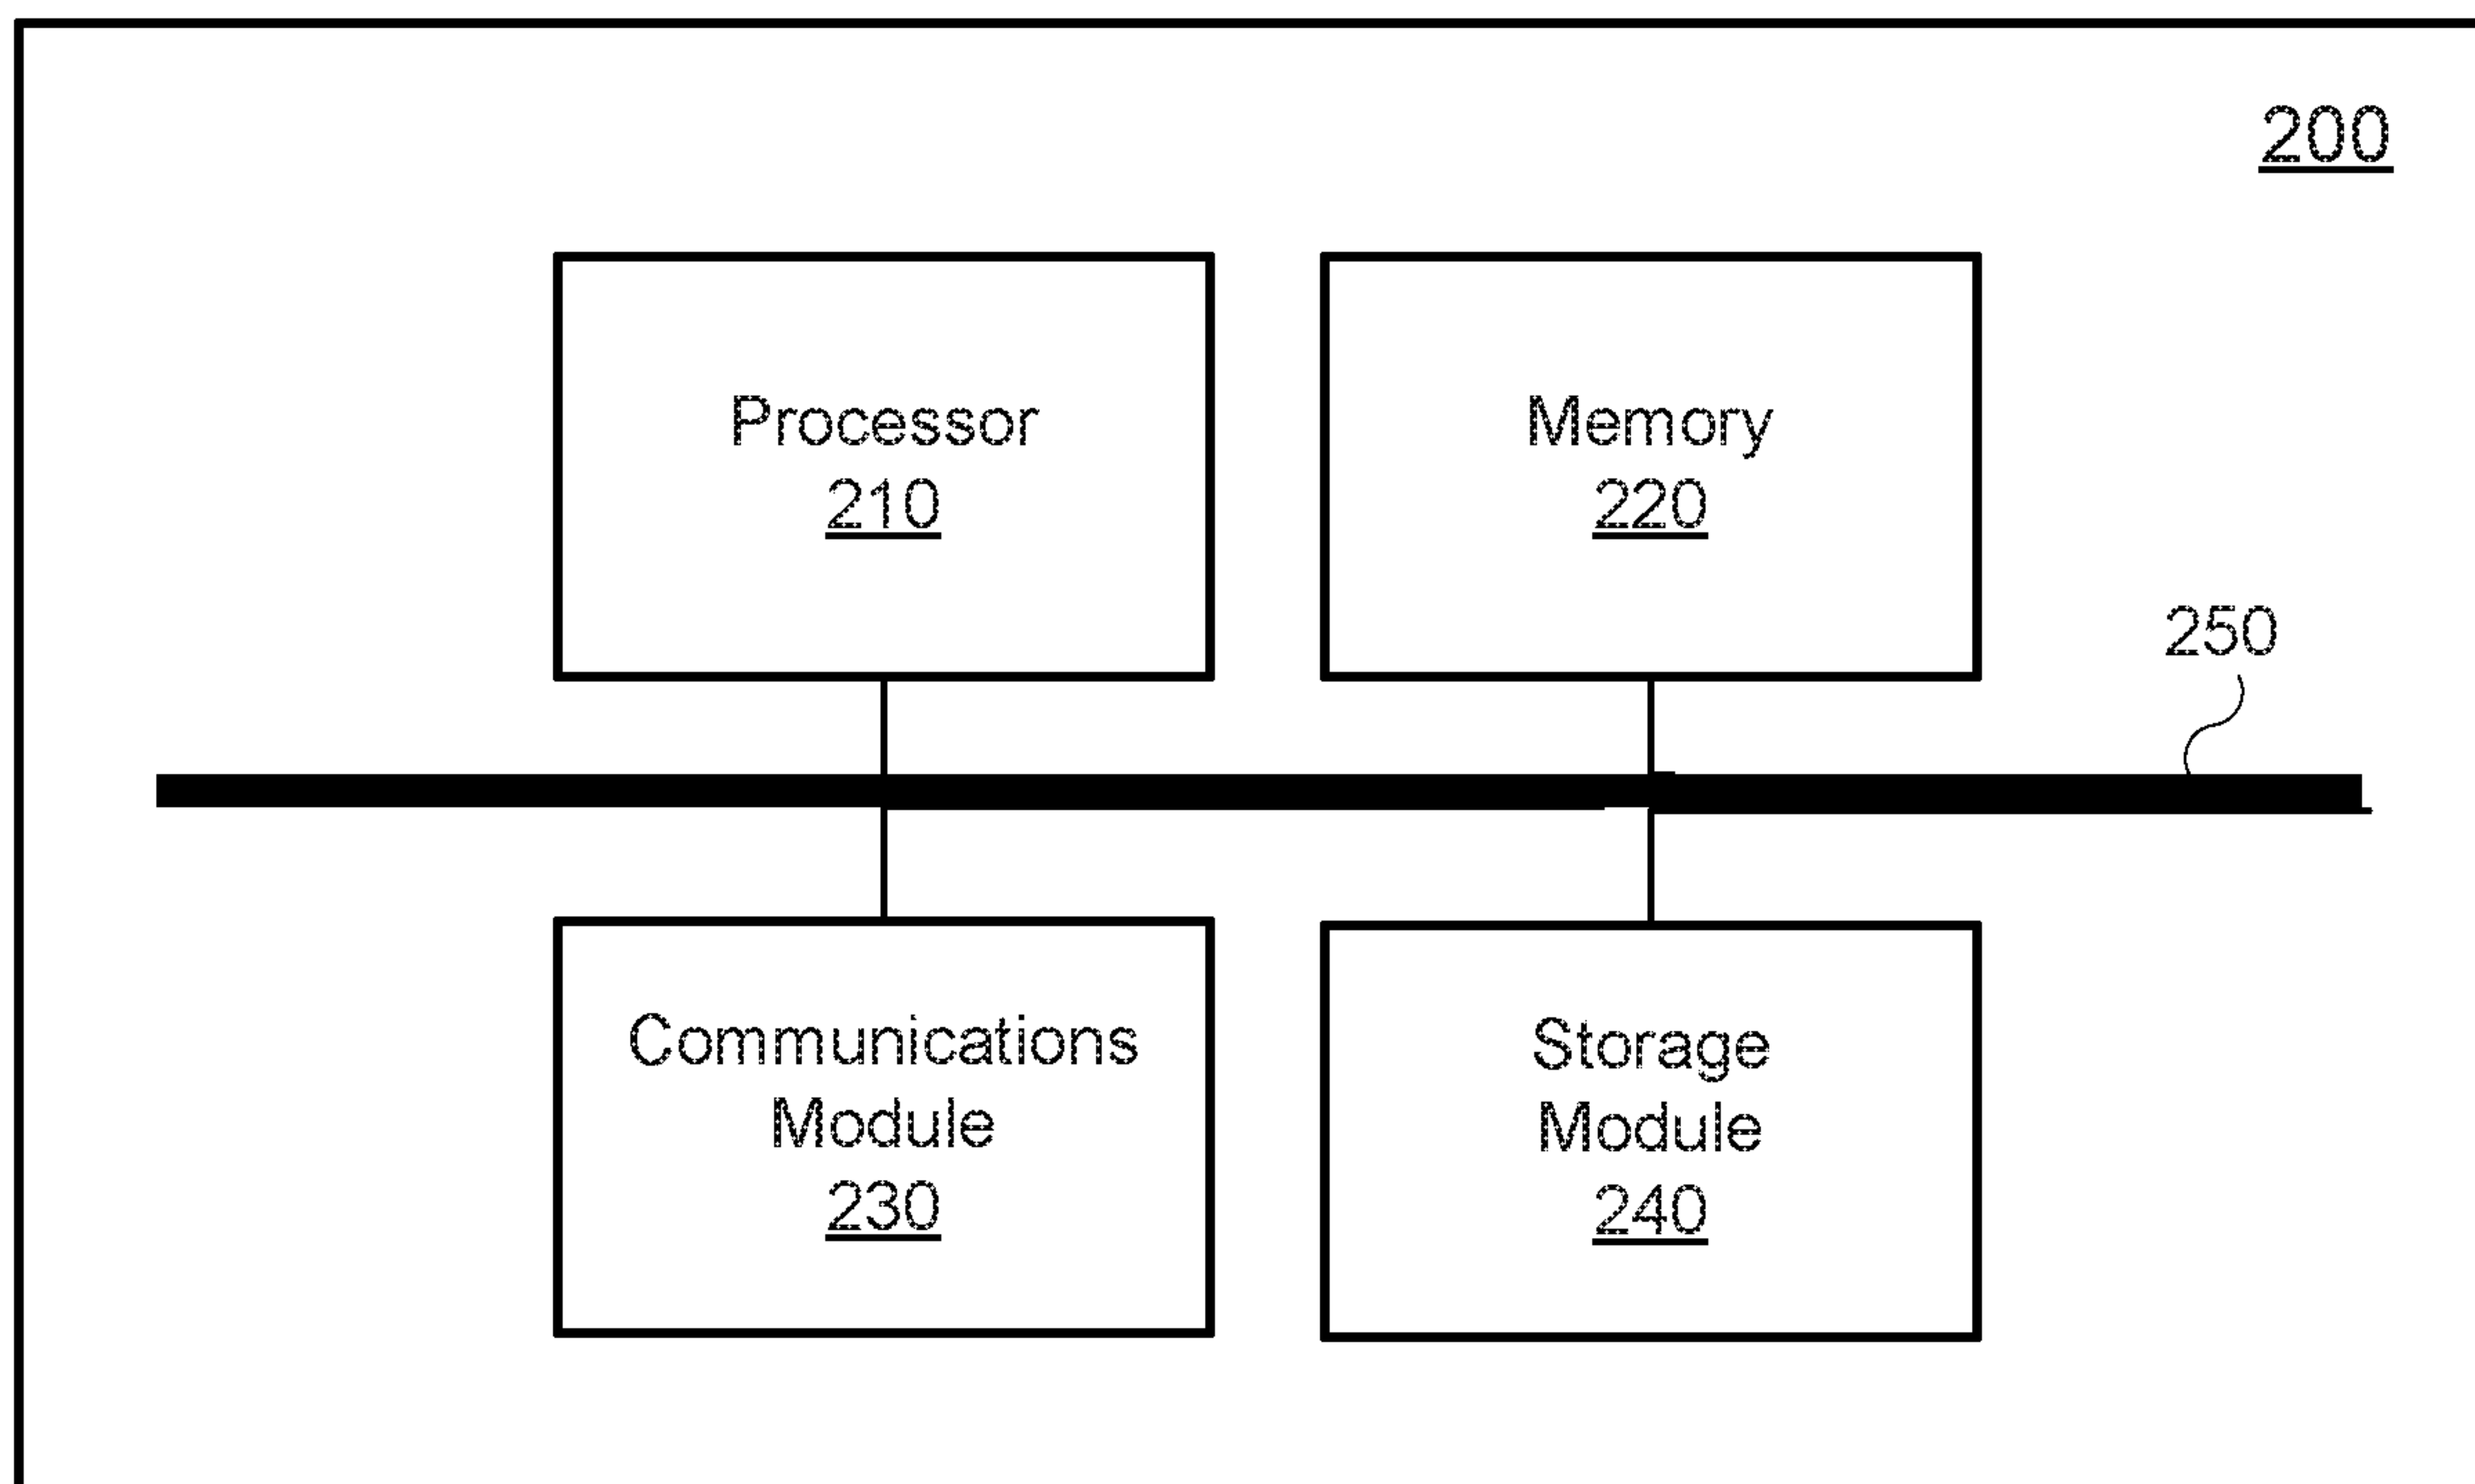 200
Processor
210
Memory
220
250
Communications
Module
230
Storage
Module
240